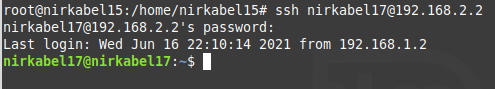 root@nirkabel15:/home/nirkabel15# ssh nirkabel17@192.168.2.2
nirkabel17@192.168.2.2's password:
Last login: Wed Jun 16 22:10:14 2021 from 192.168.1.2
nirkabel17@nirkabel17:~$